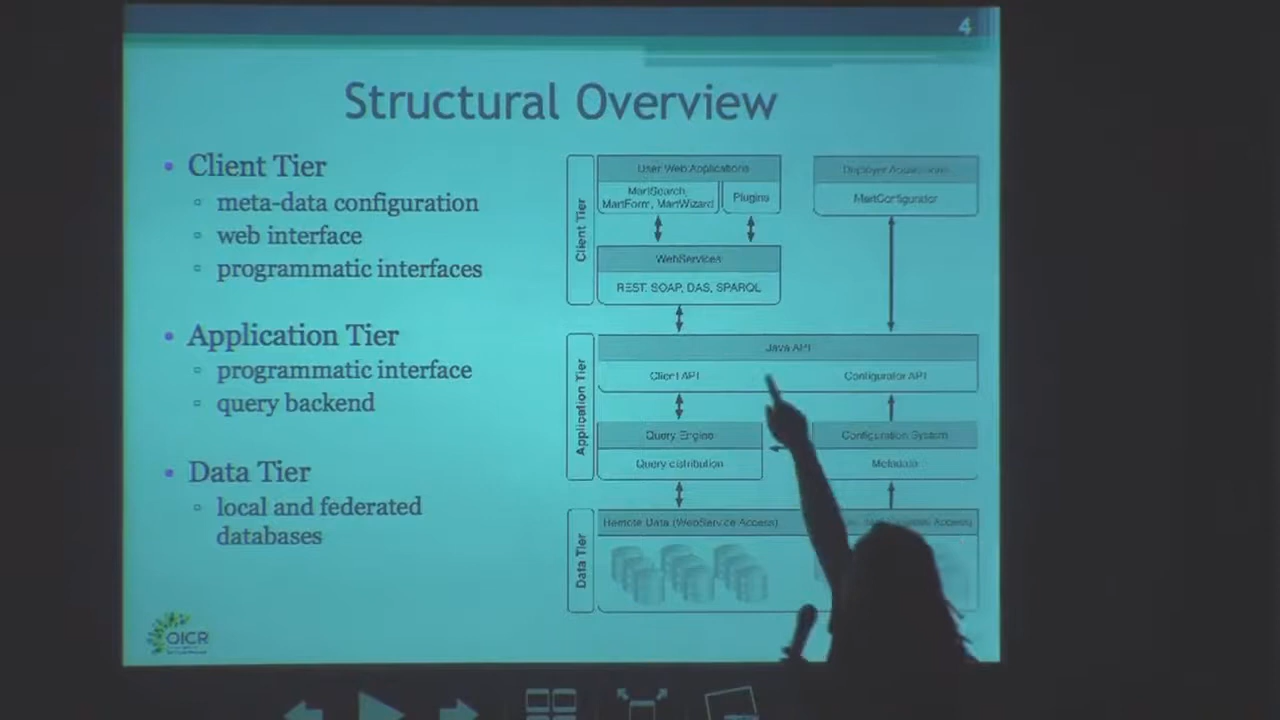 4
Structural Overview
• Client Tier
▫ meta-data configuration
▫ web interface
▫ programmatic interfaces
• Application Tier
▫ programmatic interface
▫ query backend
• Data Tier
▫ local and federated
databases
OICR
Client Tier
User Web Applications
MartSearch,
MartForm, MartWizard
Plugins
Deployer Applications
MartConfigurator
WebServices
REST, SOAP, DAS, SPARQL
Application Tier
Java API
Client API
Configurator API
Query Engine
Query distribution
Configuration System
Metadata
Data Tier
Remote Data (WebService Access)
Access)